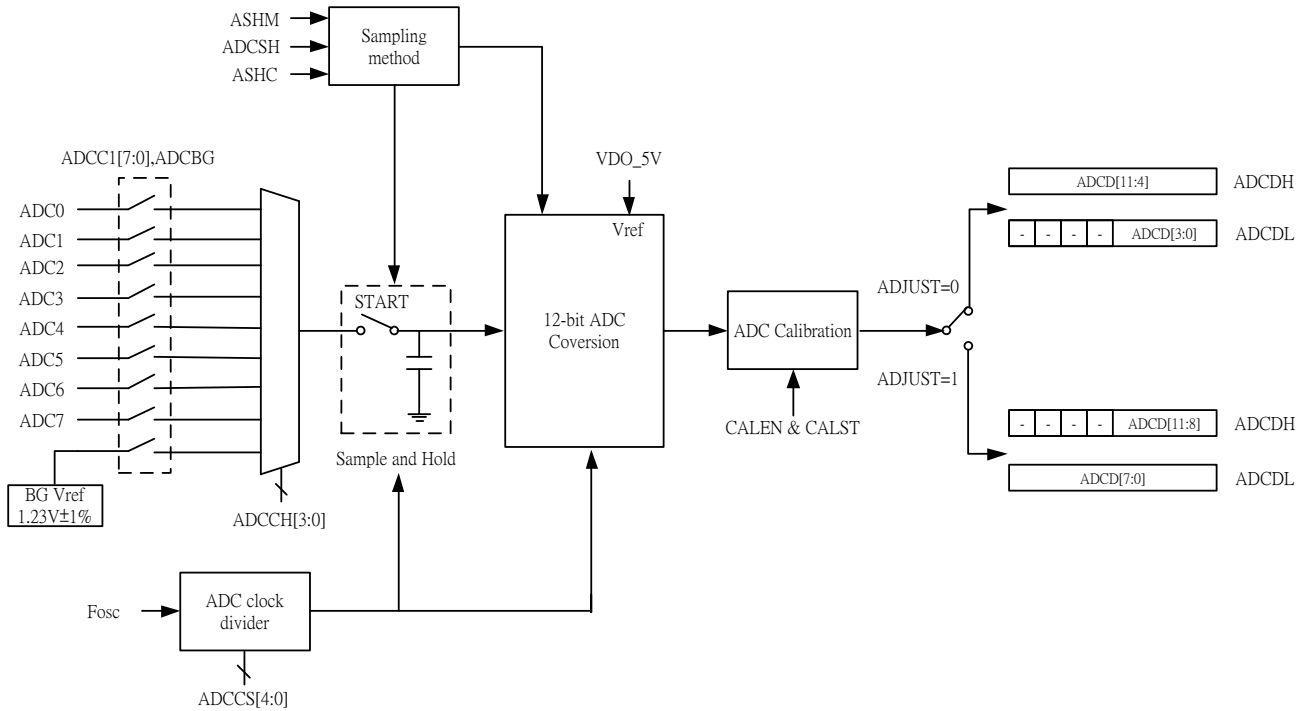 ASHM
ADCSH
ASHC
Sampling
method
ADCC1[7:0],ADCBG
ADC0
ADC1
ADC2
ADC3
ADC4
ADC5
ADC6
ADC7
BG Vref
1.23V±1%
ADCCH[3:0]
START
Sample and Hold
VDO_5V
Vref
12-bit ADC
Coversion
ADC Calibration
CALEN & CALST
ADJUST=0
ADJUST=1
ADCD[11:4] ADCDH
- - - - ADCD[3:0] ADCDL
- - - - ADCD[11:8] ADCDH
ADCD[7:0] ADCDL
Fosc
ADC clock
divider
ADCCS[4:0]